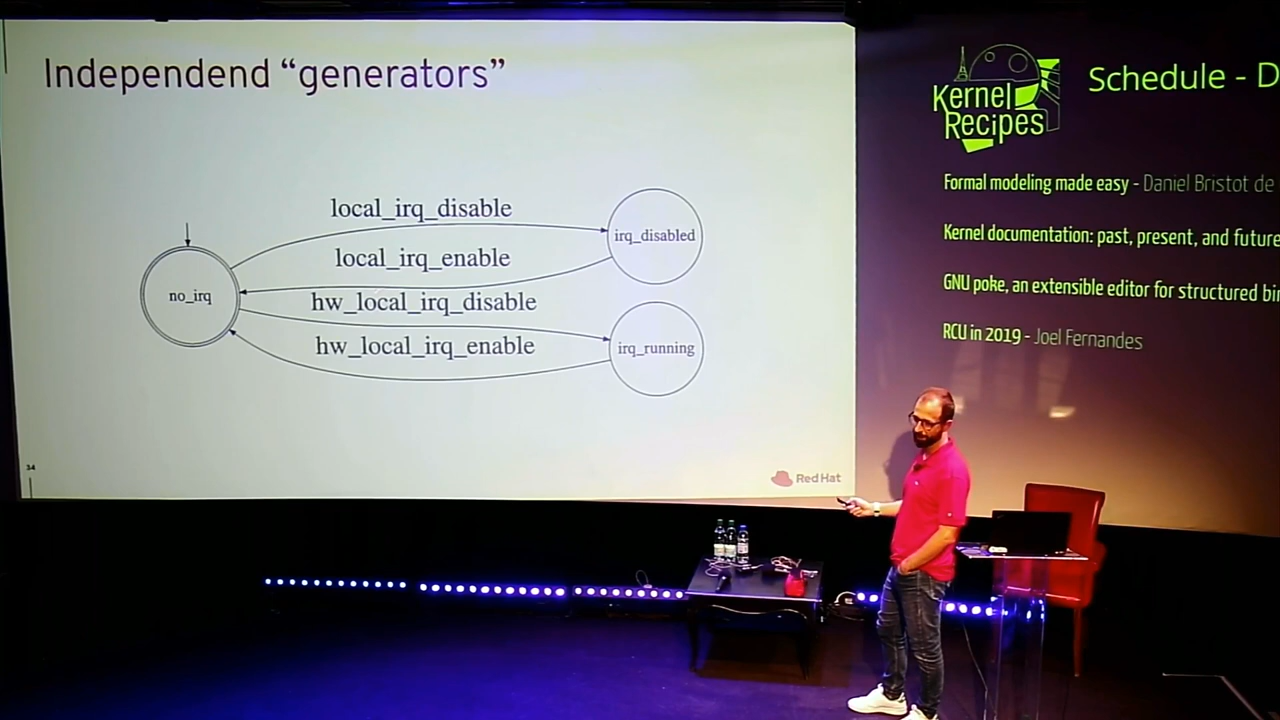 Independend “generators”
local_irq_disable
irq_disabled
local_irq_enable
no_irq
hw_local_irq_disable
hw_local_irq_enable
irq_running
34
Red Hat
Kernel
Recipes
Schedule - D
Formal modeling made easy - Daniel Bristot de
Kernel documentation: past, present, and future
GNU poke, an extensible editor for structured bi
RCU in 2019 - Joel Fernandes